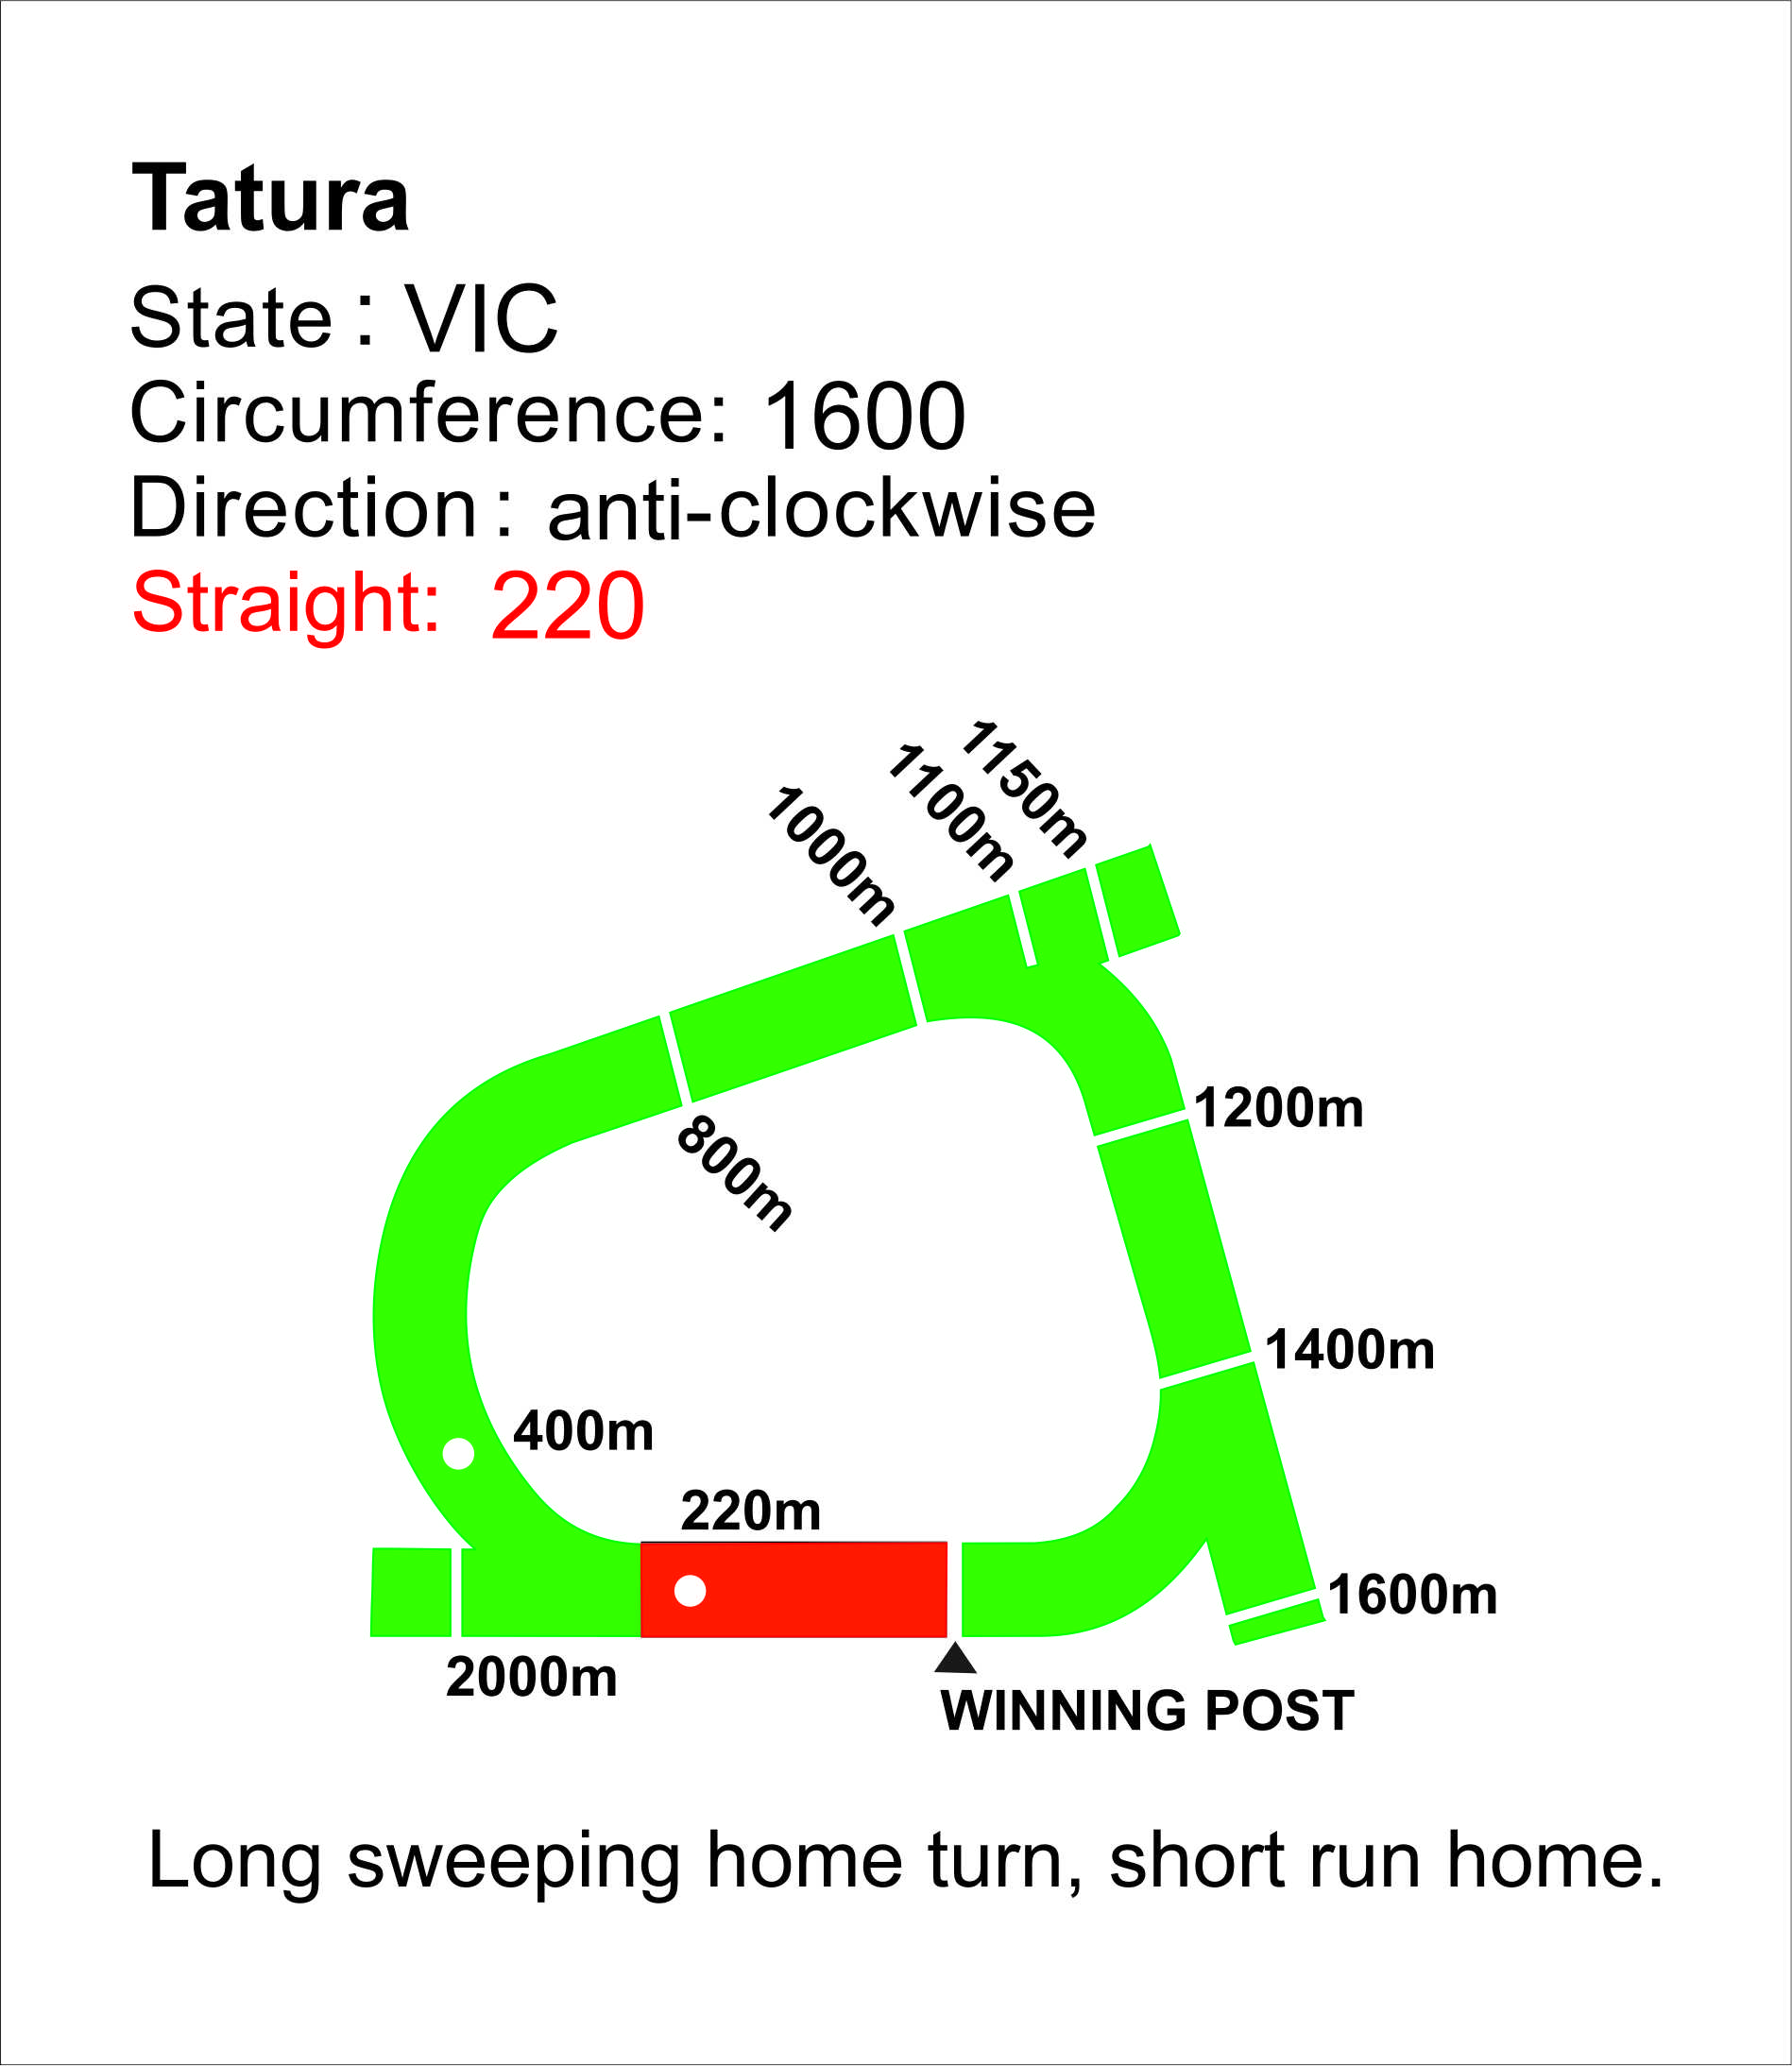 Tatura
State : VIC
Circumference: 1600
Direction : anti-clockwise
Straight: 220
1150m
1100m
1000m
1200m
800m
1400m
400m
220m
1600m
2000m
WINNING POST
Long sweeping home turn, short run home.